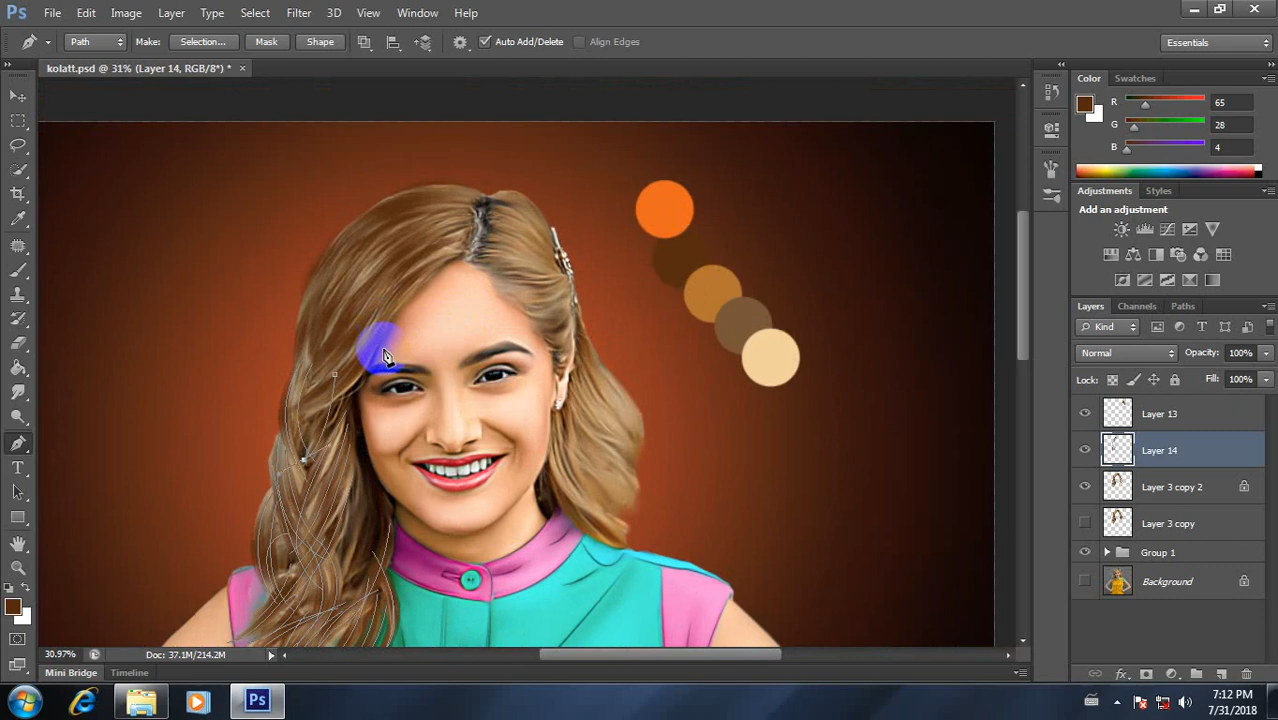 Ps File Edit Image Layer Type Select Filter 3D View Window Help
Path Make: Selection... Mask Shape Auto Add/Delete Align Edges Essentials
kolatt.psd @ 31% (Layer 14, RGB/8*) * ×
Color Swatches
R 65
G 28
B 4
Adjustments Styles
Add an adjustment
Layers Channels Paths
Kind
Normal Opacity: 100%
Lock: Fill: 100%
Layer 13
Layer 14
Layer 3 copy 2
Layer 3 copy
Group 1
Background
30.97% Doc: 37.1M/214.2M
Mini Bridge Timeline
Ps
7:12 PM
7/31/2018